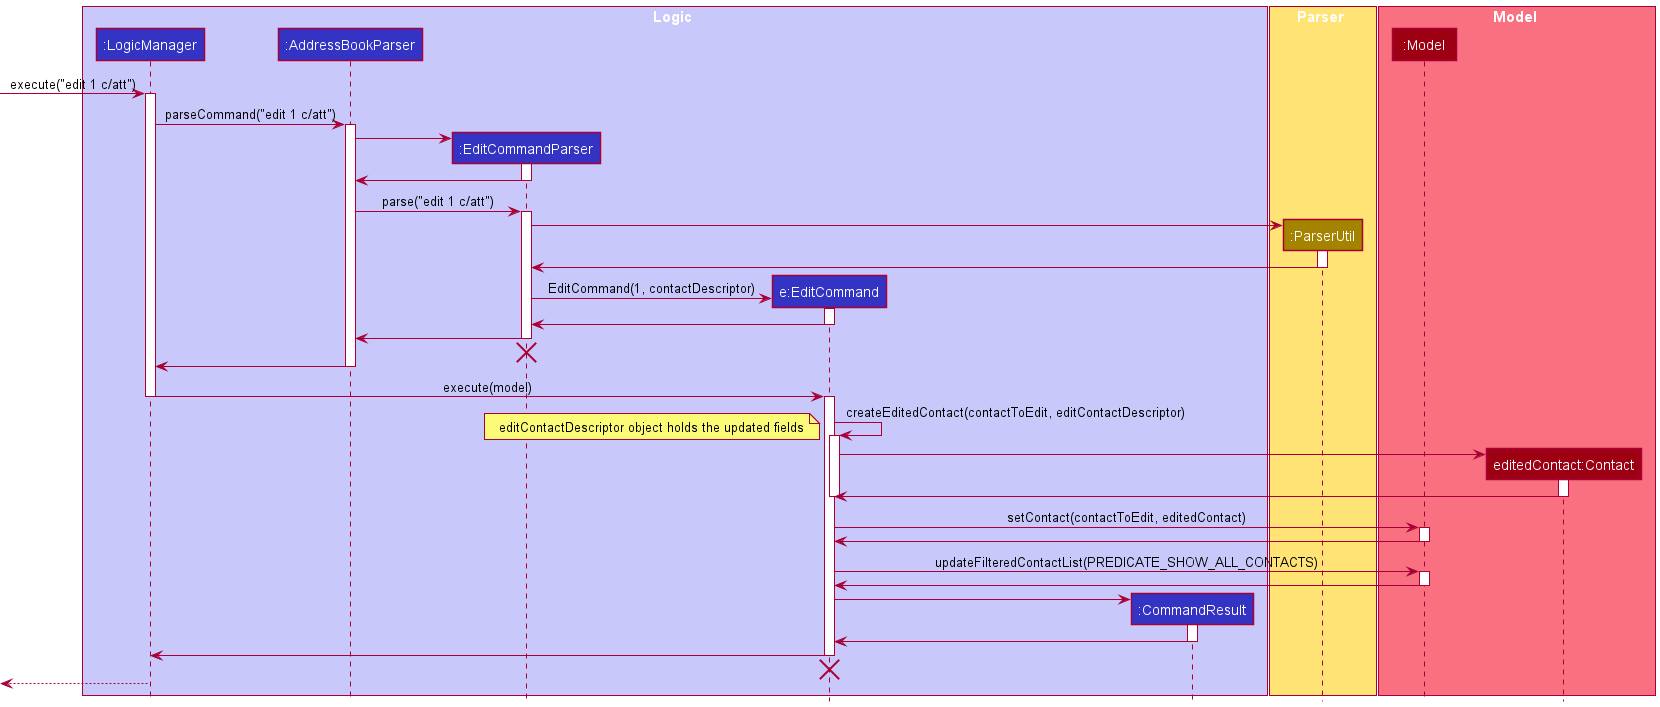 Logic
Parser
Model
:LogicManager
:AddressBookParser
:Model
execute("edit 1 c/att")
parseCommand("edit 1 c/att")
:EditCommandParser
parse("edit 1 c/att")
:ParserUtil
EditCommand(1, contactDescriptor)
e:EditCommand
execute(model)
createEditedContact(contactToEdit, editContactDescriptor)
editContactDescriptor object holds the updated fields
editedContact:Contact
setContact(contactToEdit, editedContact)
updateFilteredContactList(PREDICATE_SHOW_ALL_CONTACTS)
:CommandResult